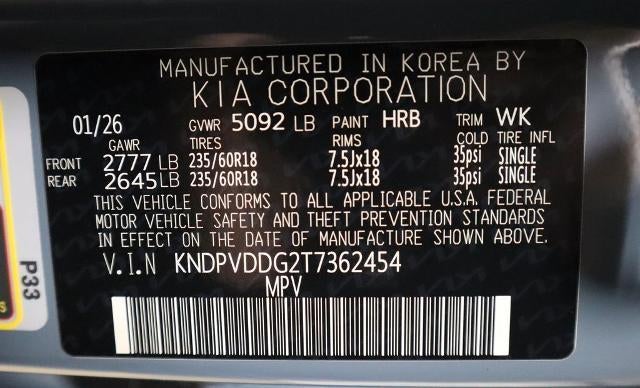 MANUFACTURED IN KOREA BY
KIA CORPORATION
01/26 GVWR 5092 LB PAINT HRB TRIM WK
GAWR TIRES RIMS COLD TIRE INFL
FRONT 2777 LB 235/60R18 7.5Jx18 35psi SINGLE
REAR 2645 LB 235/60R18 7.5Jx18 35psi SINGLE
THIS VEHICLE CONFORMS TO ALL APPLICABLE U.S.A. FEDERAL
MOTOR VEHICLE SAFETY AND THEFT PREVENTION STANDARDS
IN EFFECT ON THE DATE OF MANUFACTURE SHOWN ABOVE.
V.I.N KNDPVDDG2T7362454
MPV
P33